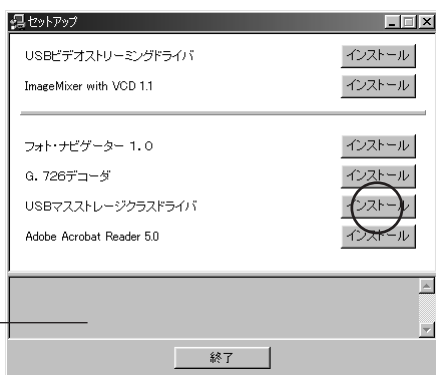 セットアップ
USBビデオストリーミングドライバ インストール
ImageMixer with VCD 1.1 インストール
フォト・ナビゲーター 1.0 インストール
G. 726デコーダ インストール
USBマスストレージクラスドライバ インストール
Adobe Acrobat Reader 5.0 インストール
終了